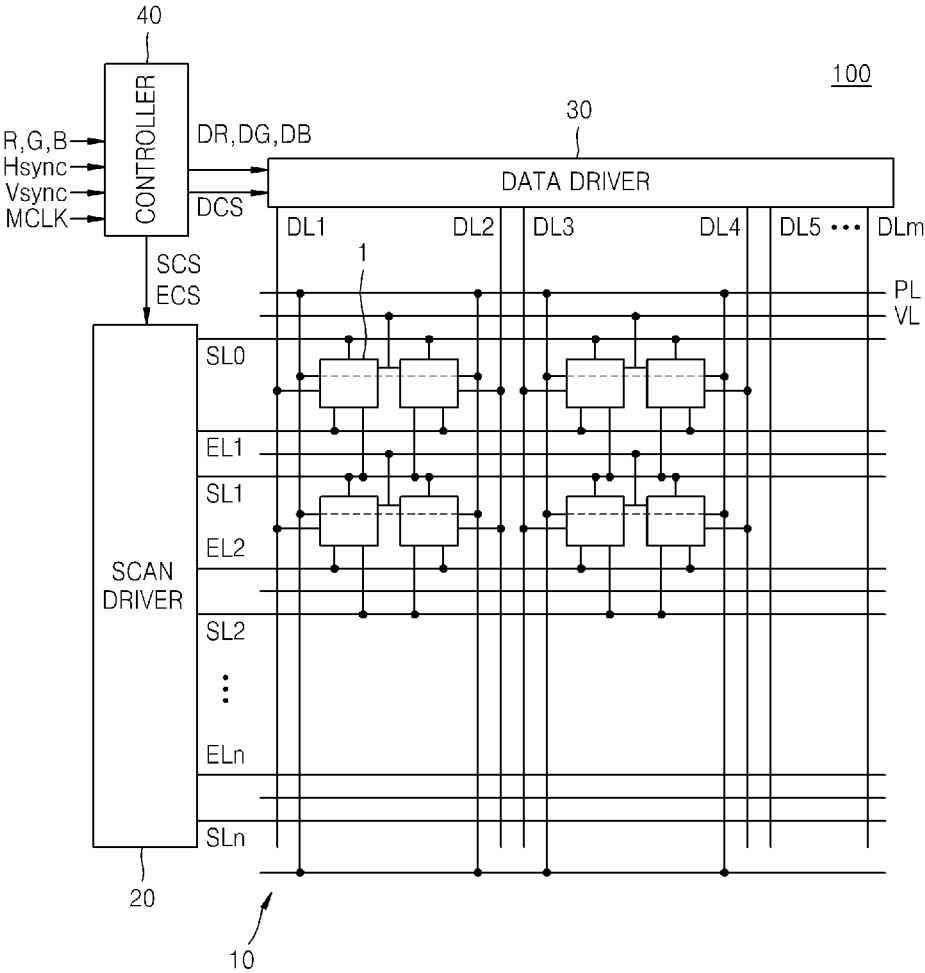 40
100
CONTROLLER
R,G,B
Hsync
Vsync
MCLK
DR,DG,DB
DCS
30
DATA DRIVER
DL1
DL2
DL3
DL4
DL5 ••• DLm
SCS
ECS
1
PL
VL
SL0
EL1
SL1
EL2
SCAN
DRIVER
SL2
ELn
SLn
20
10